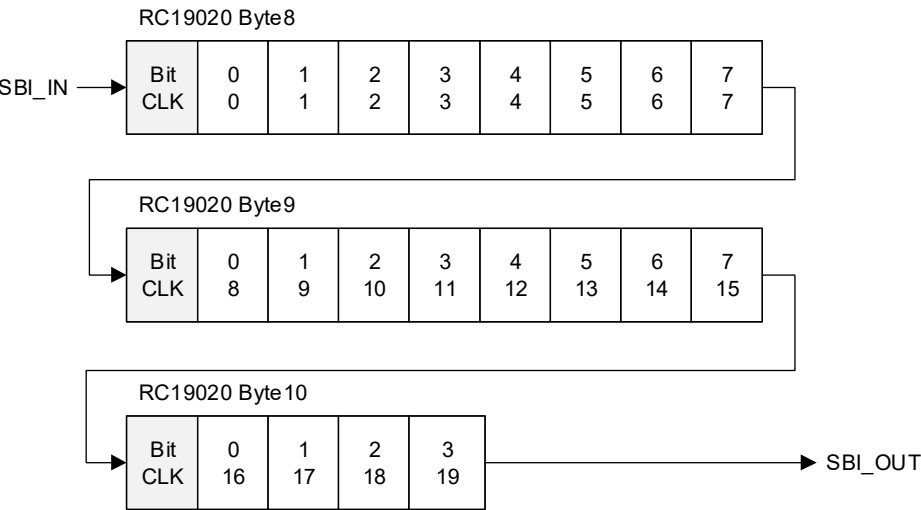 RC19020 Byte8
SBI_IN
Bit 0 1 2 3 4 5 6 7
CLK 0 1 2 3 4 5 6 7
RC19020 Byte9
Bit 0 1 2 3 4 5 6 7
CLK 8 9 10 11 12 13 14 15
RC19020 Byte10
Bit 0 1 2 3
CLK 16 17 18 19
SBI_OUT